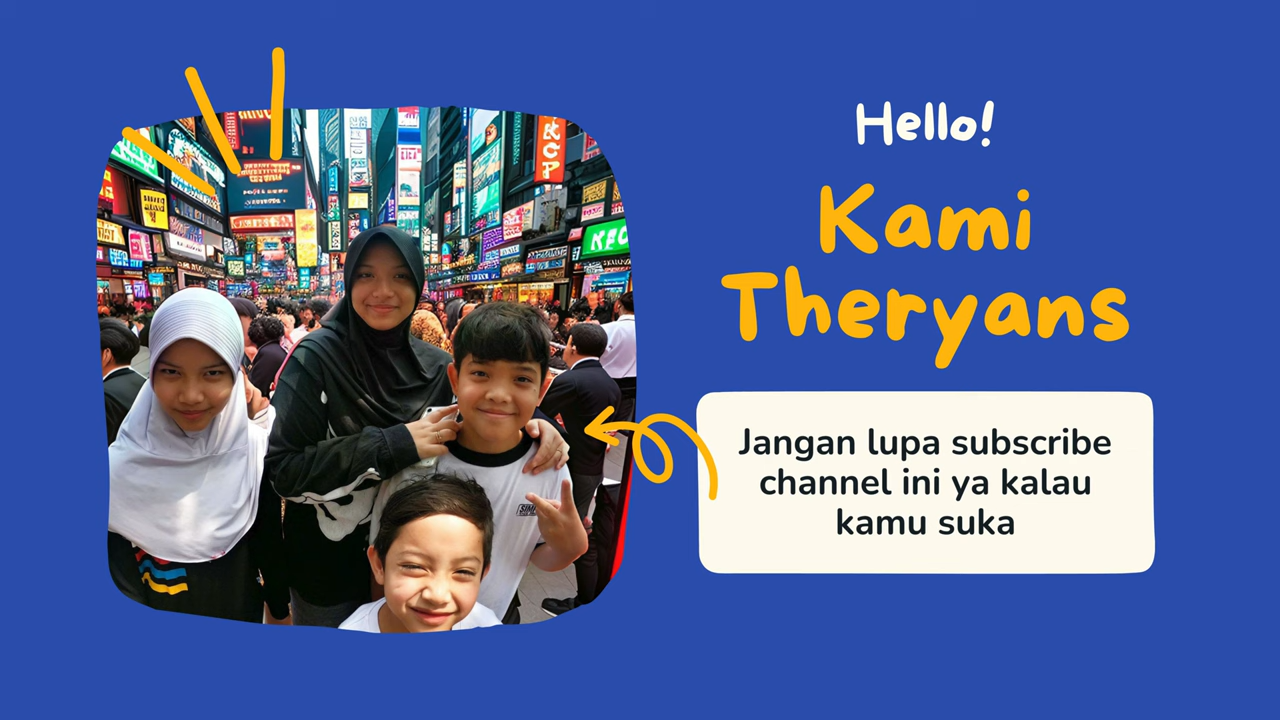 Hello!
Kami
Theryans
Jangan lupa subscribe
channel ini ya kalau
kamu suka